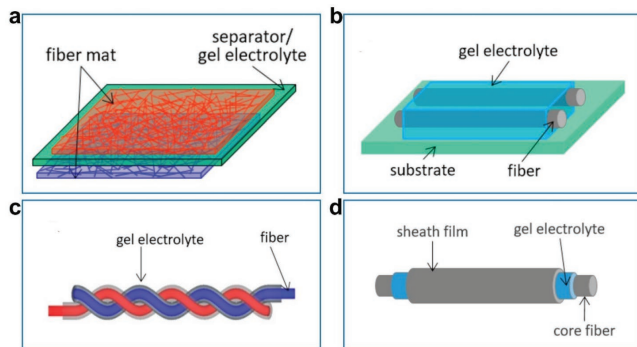 a
separator/
fiber mat
gel electrolyte
b
gel electrolyte
substrate
fiber
c
gel electrolyte
fiber
d
sheath film
gel electrolyte
core fiber